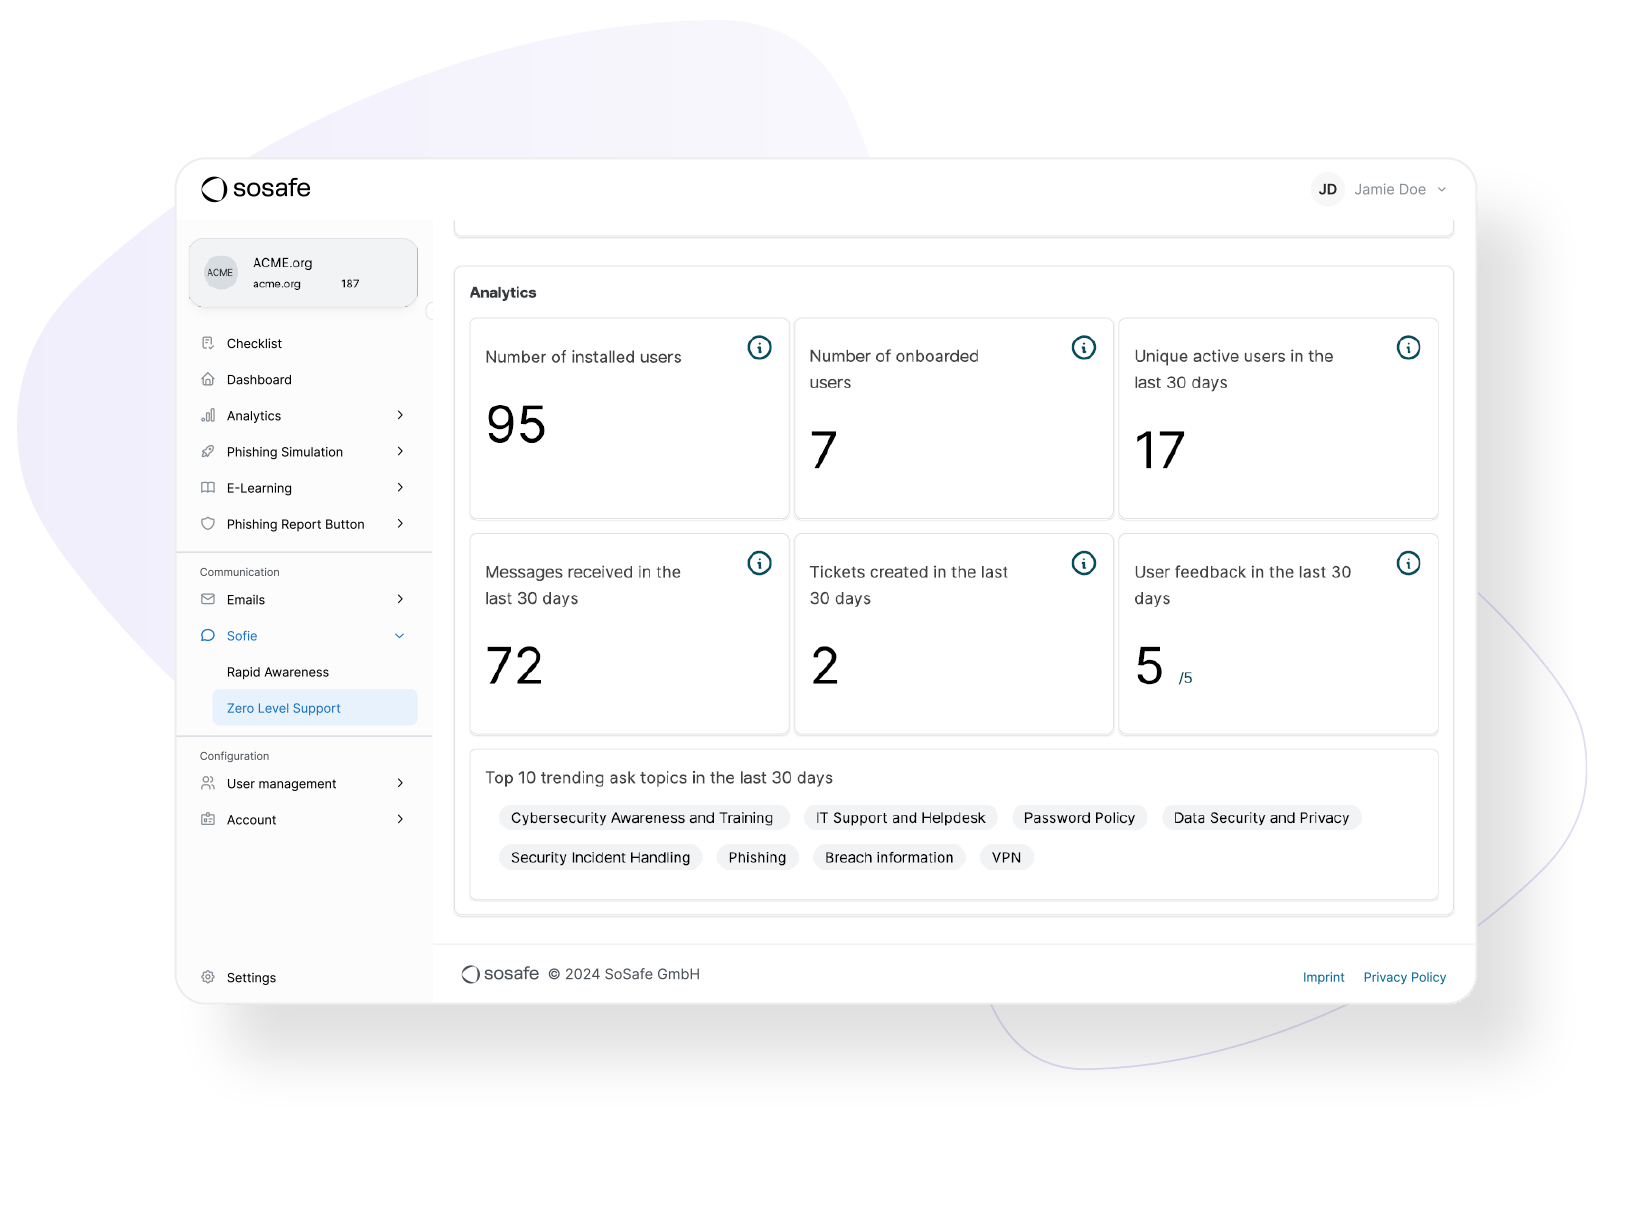 sosafe
JD Jamie Doe
ACME
ACME.org
acme.org 187
Checklist
Dashboard
Analytics
Phishing Simulation
E-Learning
Phishing Report Button
Communication
Emails
Sofie
Rapid Awareness
Zero Level Support
Configuration
User management
Account
Settings
Analytics
Number of installed users
95
Number of onboarded
users
7
Unique active users in the
last 30 days
17
Messages received in the
last 30 days
72
Tickets created in the last
30 days
2
User feedback in the last 30
days
5 /5
Top 10 trending ask topics in the last 30 days
Cybersecurity Awareness and Training IT Support and Helpdesk Password Policy Data Security and Privacy
Security Incident Handling Phishing Breach information VPN
sosafe © 2024 SoSafe GmbH
Imprint Privacy Policy